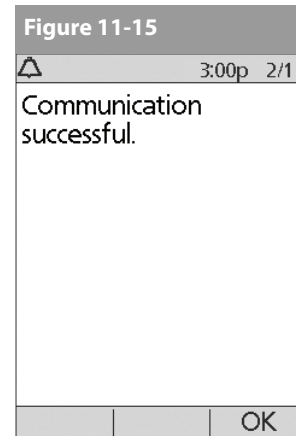 Figure 11-15
3:00p 2/1
Communication
successful.
OK